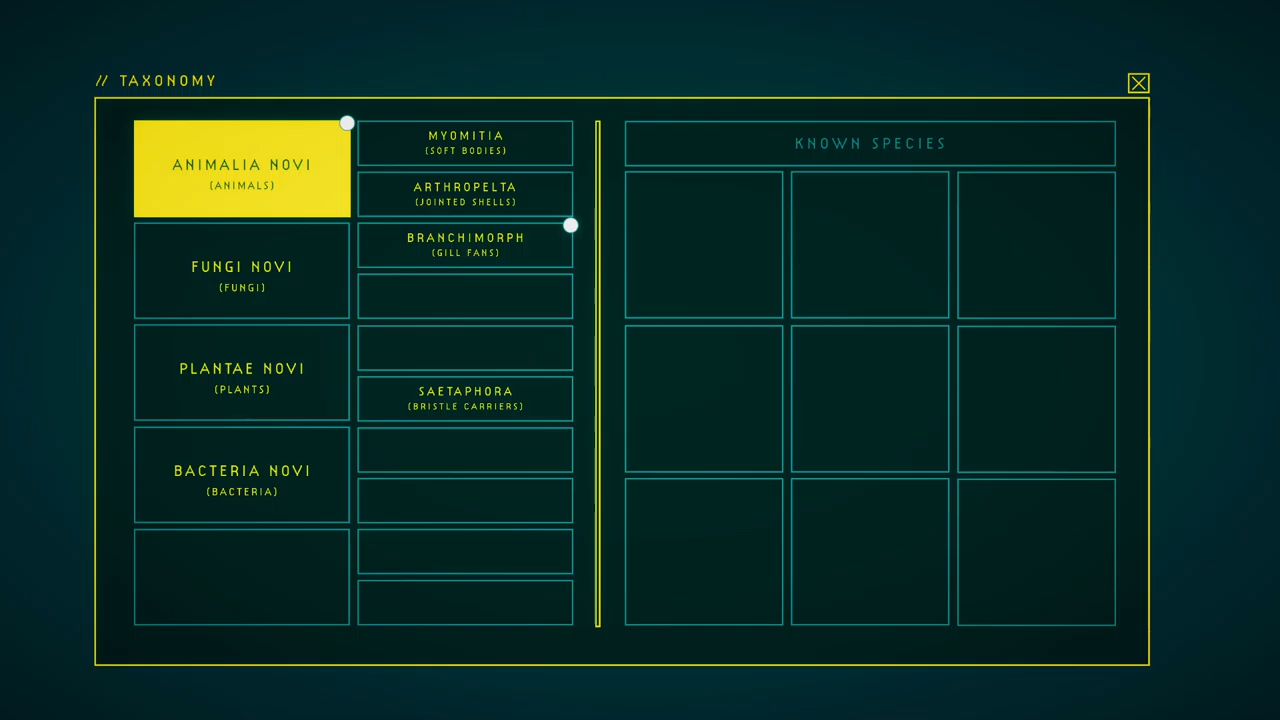 // TAXONOMY
ANIMALIA NOVI
(ANIMALS)
FUNGI NOVI
(FUNGI)
PLANTAE NOVI
(PLANTS)
BACTERIA NOVI
(BACTERIA)
MYOMITIA
(SOFT BODIES)
ARTHROPELTA
(JOINTED SHELLS)
BRANCHIMORPH
(GILL FANS)
SAETAPHORA
(BRISTLE CARRIERS)
KNOWN SPECIES